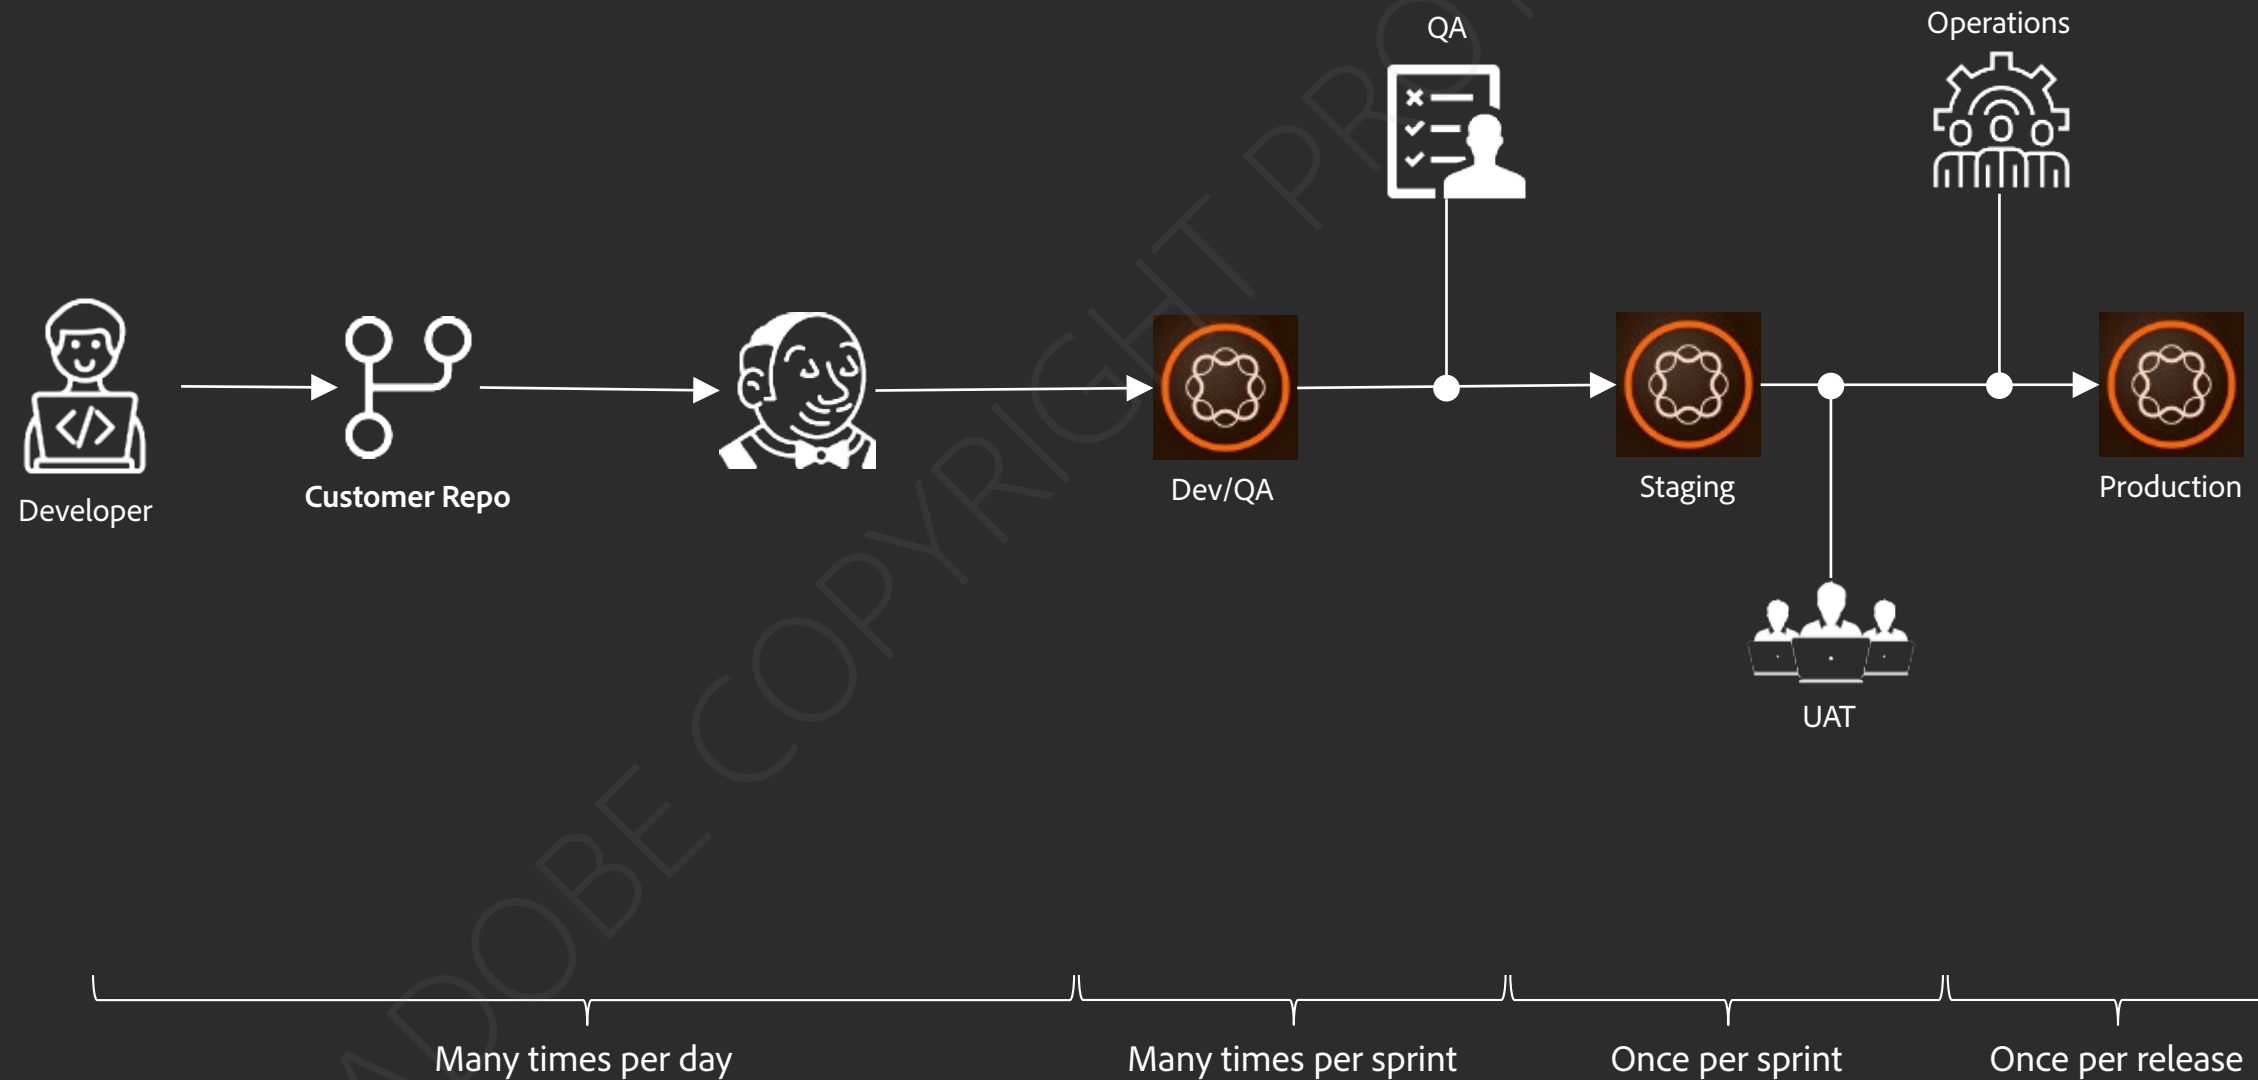 QA
Operations
Developer
Customer Repo
Dev/QA
Staging
Production
UAT
Many times per day
Many times per sprint
Once per sprint
Once per release
ADOBE COPYRIGHT